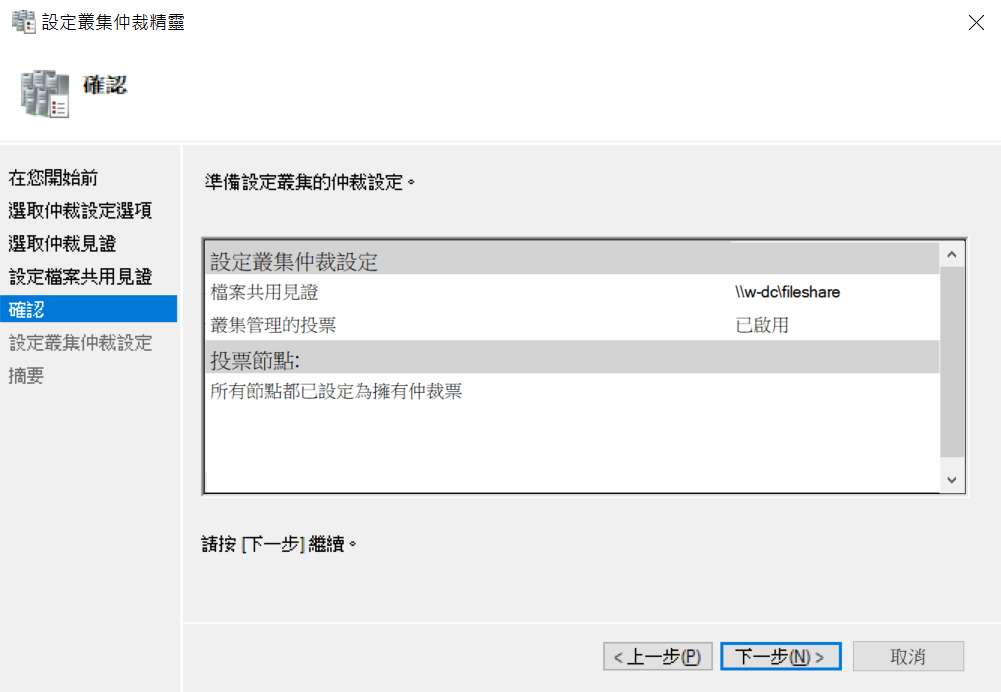 設定叢集仲裁精靈
確認
在您開始前
選取仲裁設定選項
選取仲裁見證
設定檔案共用見證
確認
設定叢集仲裁設定
摘要
準備設定叢集的仲裁設定。
設定叢集仲裁設定
檔案共用見證 \\w-dc\fileshare
叢集管理的投票 已啟用
投票節點:
所有節點都已設定為擁有仲裁票
請按 [下一步] 繼續。
< 上一步(P) 下一步(N) > 取消